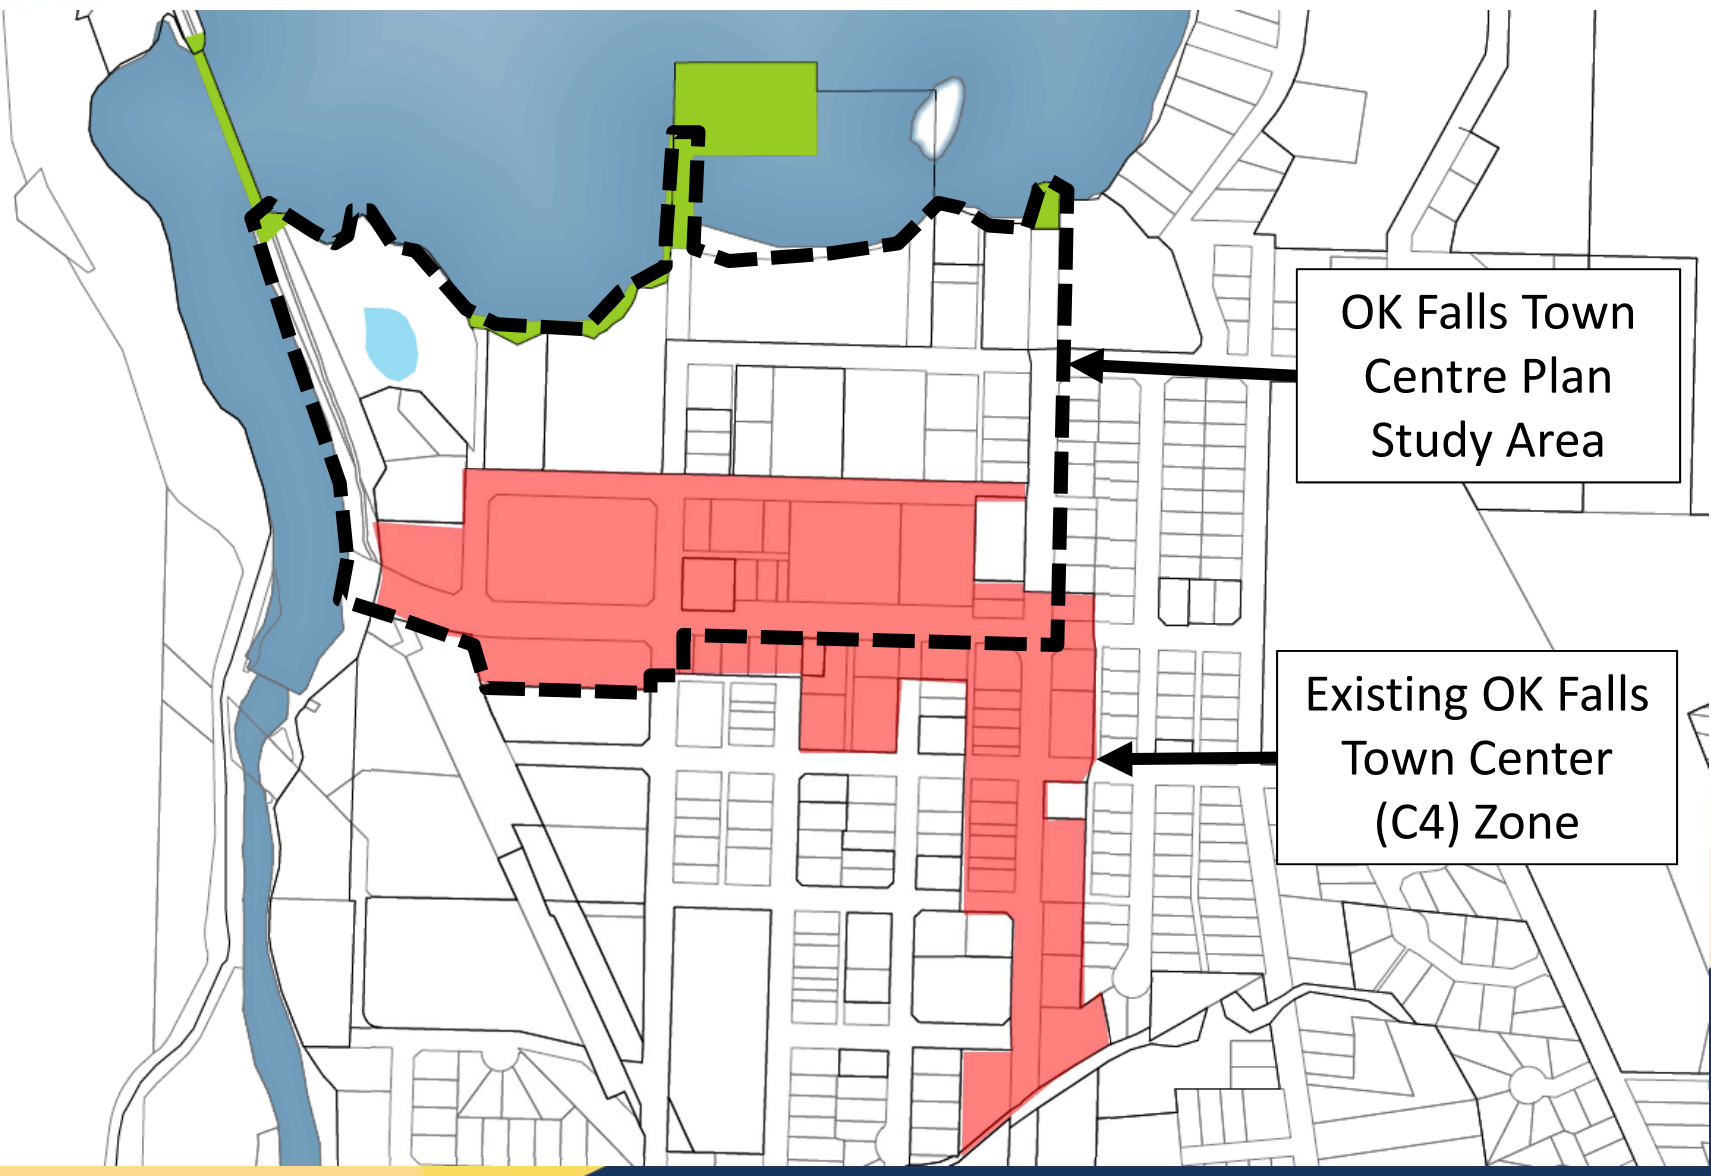 OK Falls Town
Centre Plan
Study Area
Existing OK Falls
Town Center
(C4) Zone